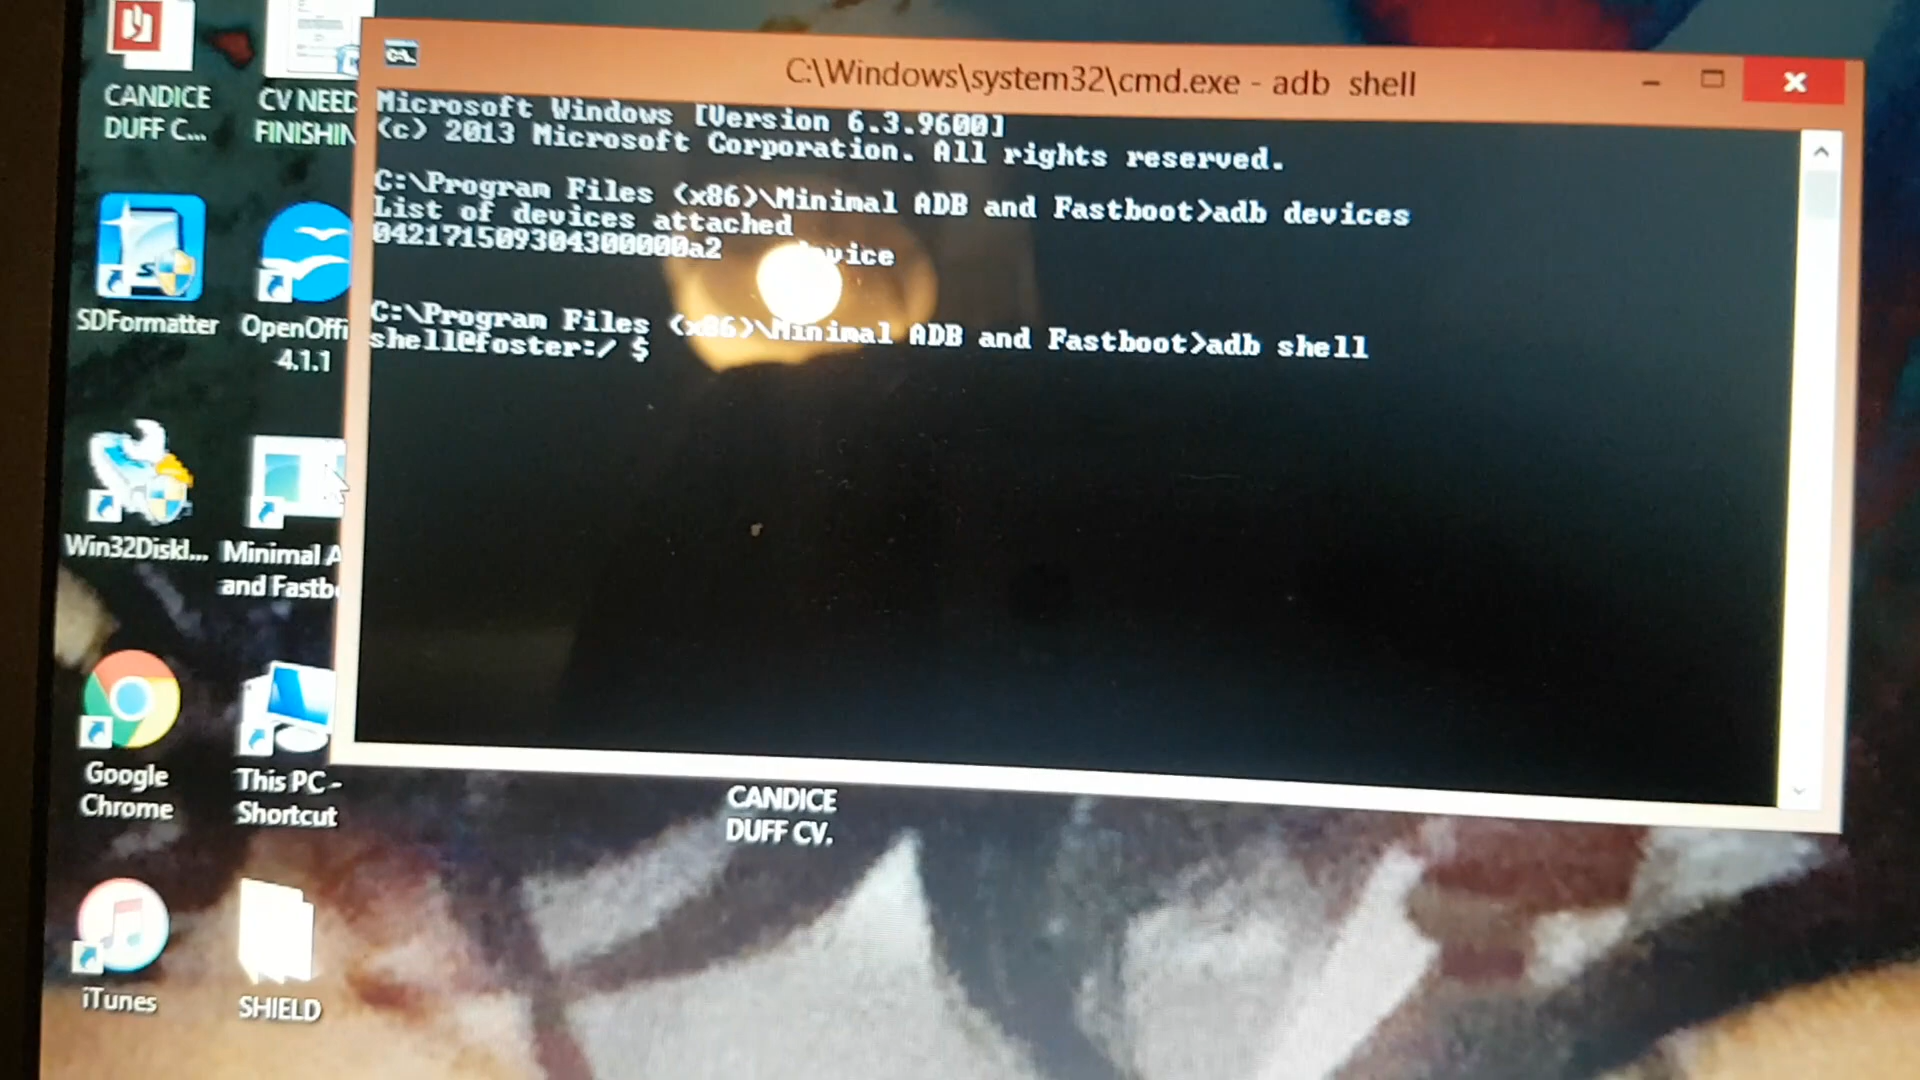 C:\Windows\system32\cmd.exe - adb shell
Microsoft Windows [Version 6.3.9600]
(c) 2013 Microsoft Corporation. All rights reserved.
C:\Program Files (x86)\Minimal ADB and Fastboot>adb devices
List of devices attached
0421715093043000000a2 device
C:\Program Files (x86)\Minimal ADB and Fastboot>adb shell
shell@foster:/ $
CANDICE
DUFF C...
CV NEED
FINISHIN
SDFormatter
OpenOffi
4.1.1
Win32DiskI...
Minimal A
and Fastb
Google
Chrome
This PC -
Shortcut
CANDICE
DUFF CV.
iTunes
SHIELD